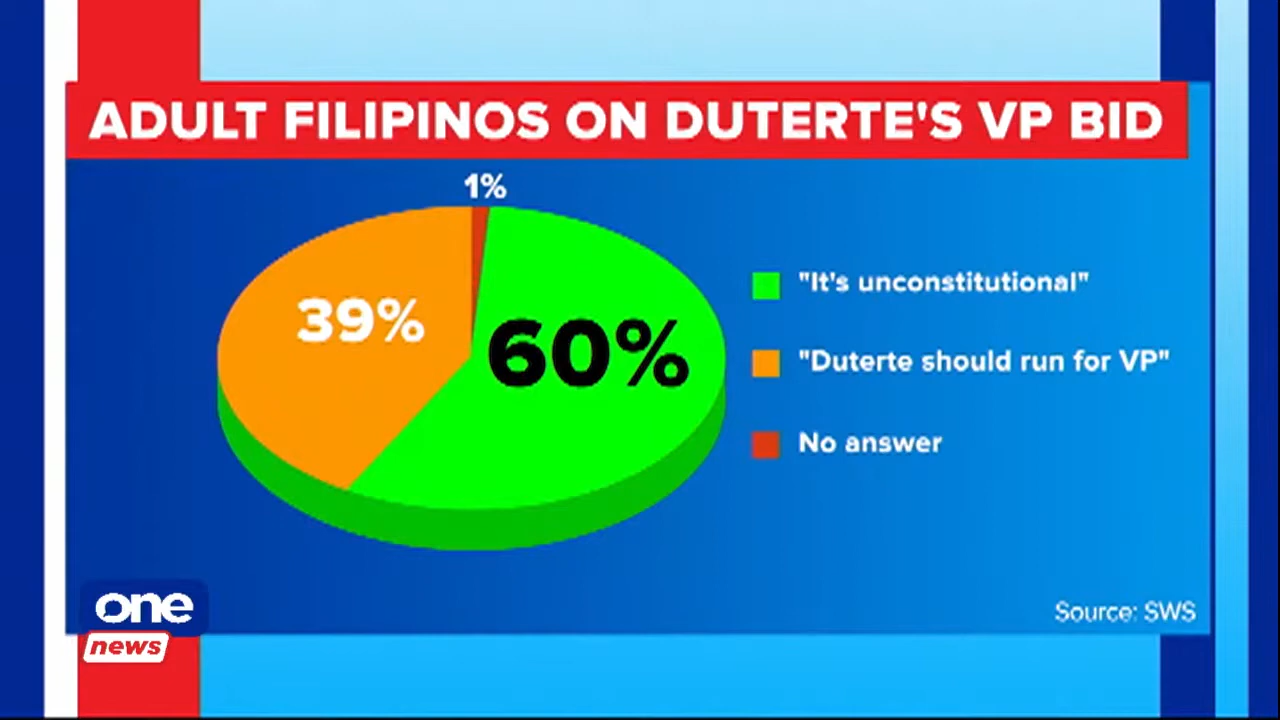 ADULT FILIPINOS ON DUTERTE'S VP BID
1%
39%
60%
"It's unconstitutional"
"Duterte should run for VP"
No answer
Source: SWS
one
news